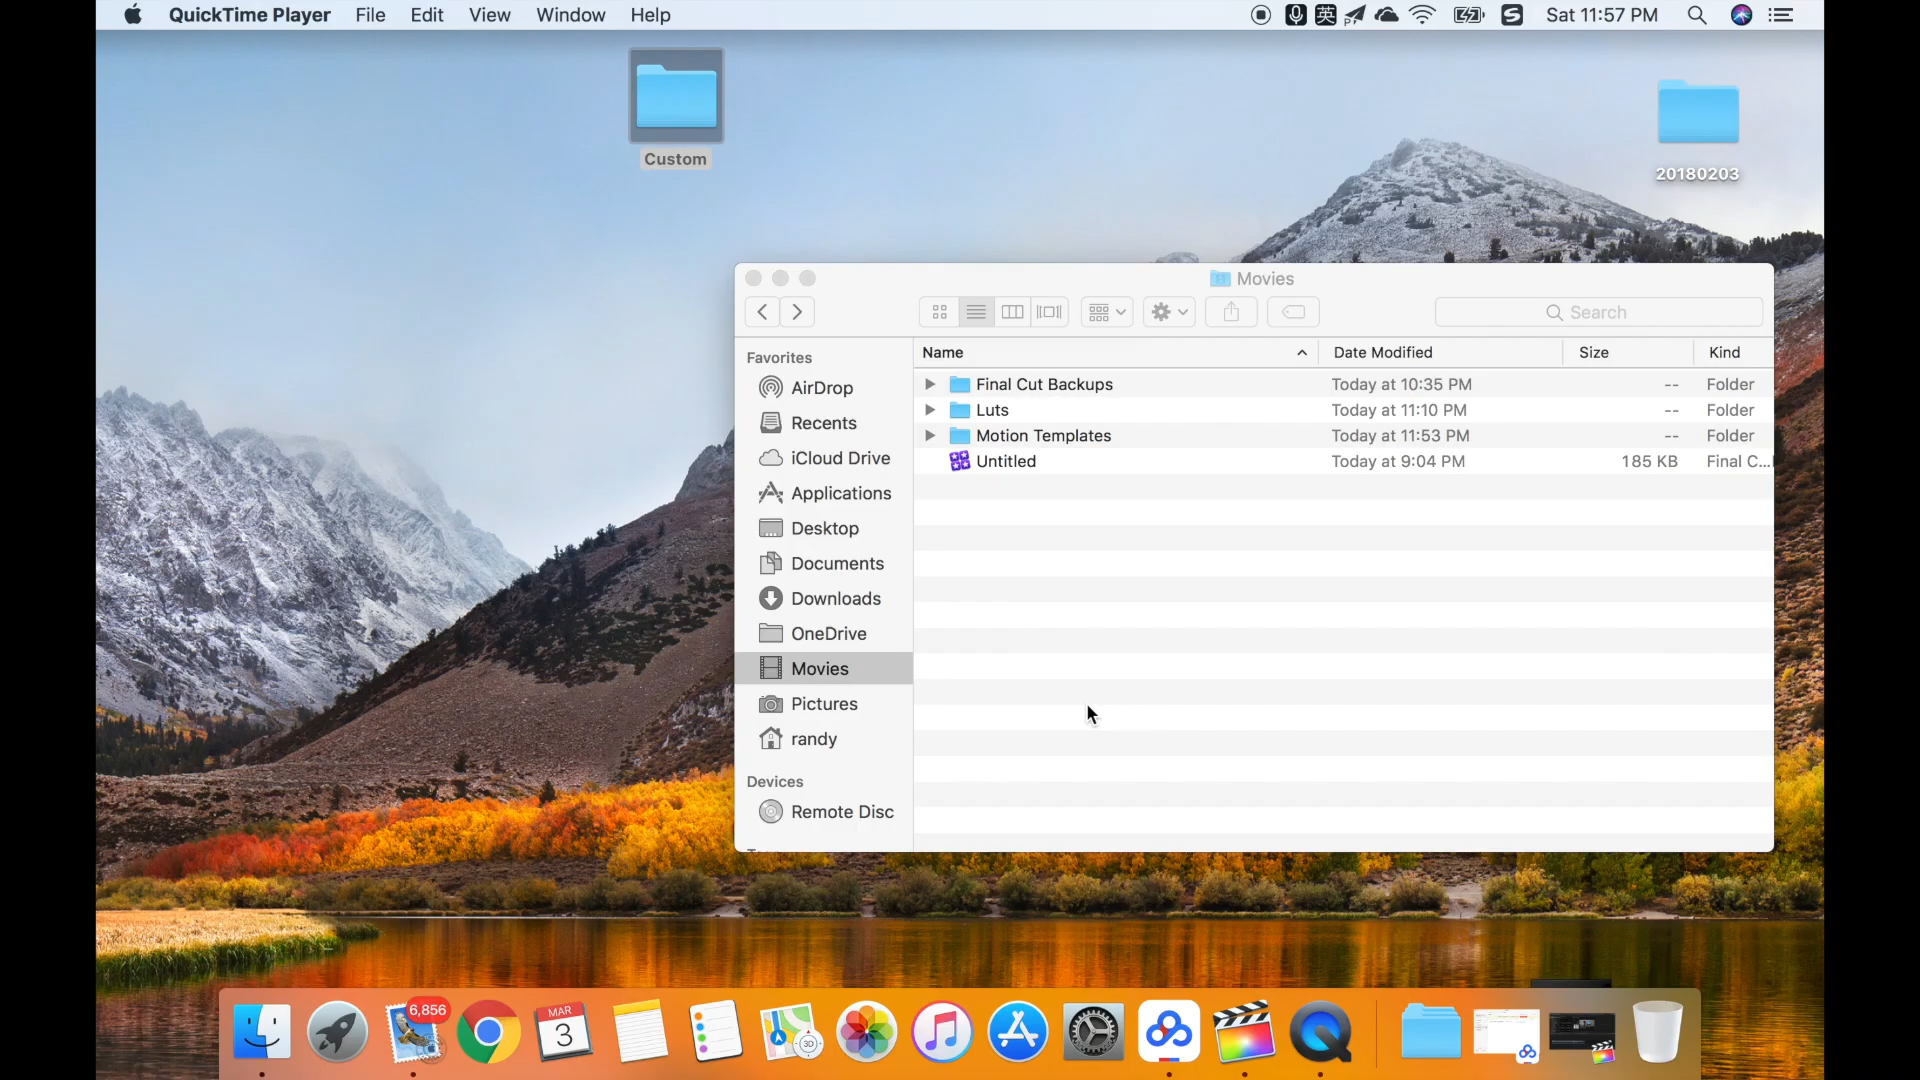 QuickTime Player File Edit View Window Help 英 Sat 11:57 PM
Custom
20180203
Movies
Search
Favorites
AirDrop
Recents
iCloud Drive
Applications
Desktop
Documents
Downloads
OneDrive
Movies
Pictures
randy
Devices
Remote Disc
Name Date Modified Size Kind
Final Cut Backups Today at 10:35 PM -- Folder
Luts Today at 11:10 PM -- Folder
Motion Templates Today at 11:53 PM -- Folder
Untitled Today at 9:04 PM 185 KB Final C...
6,856
MAR
3
3D